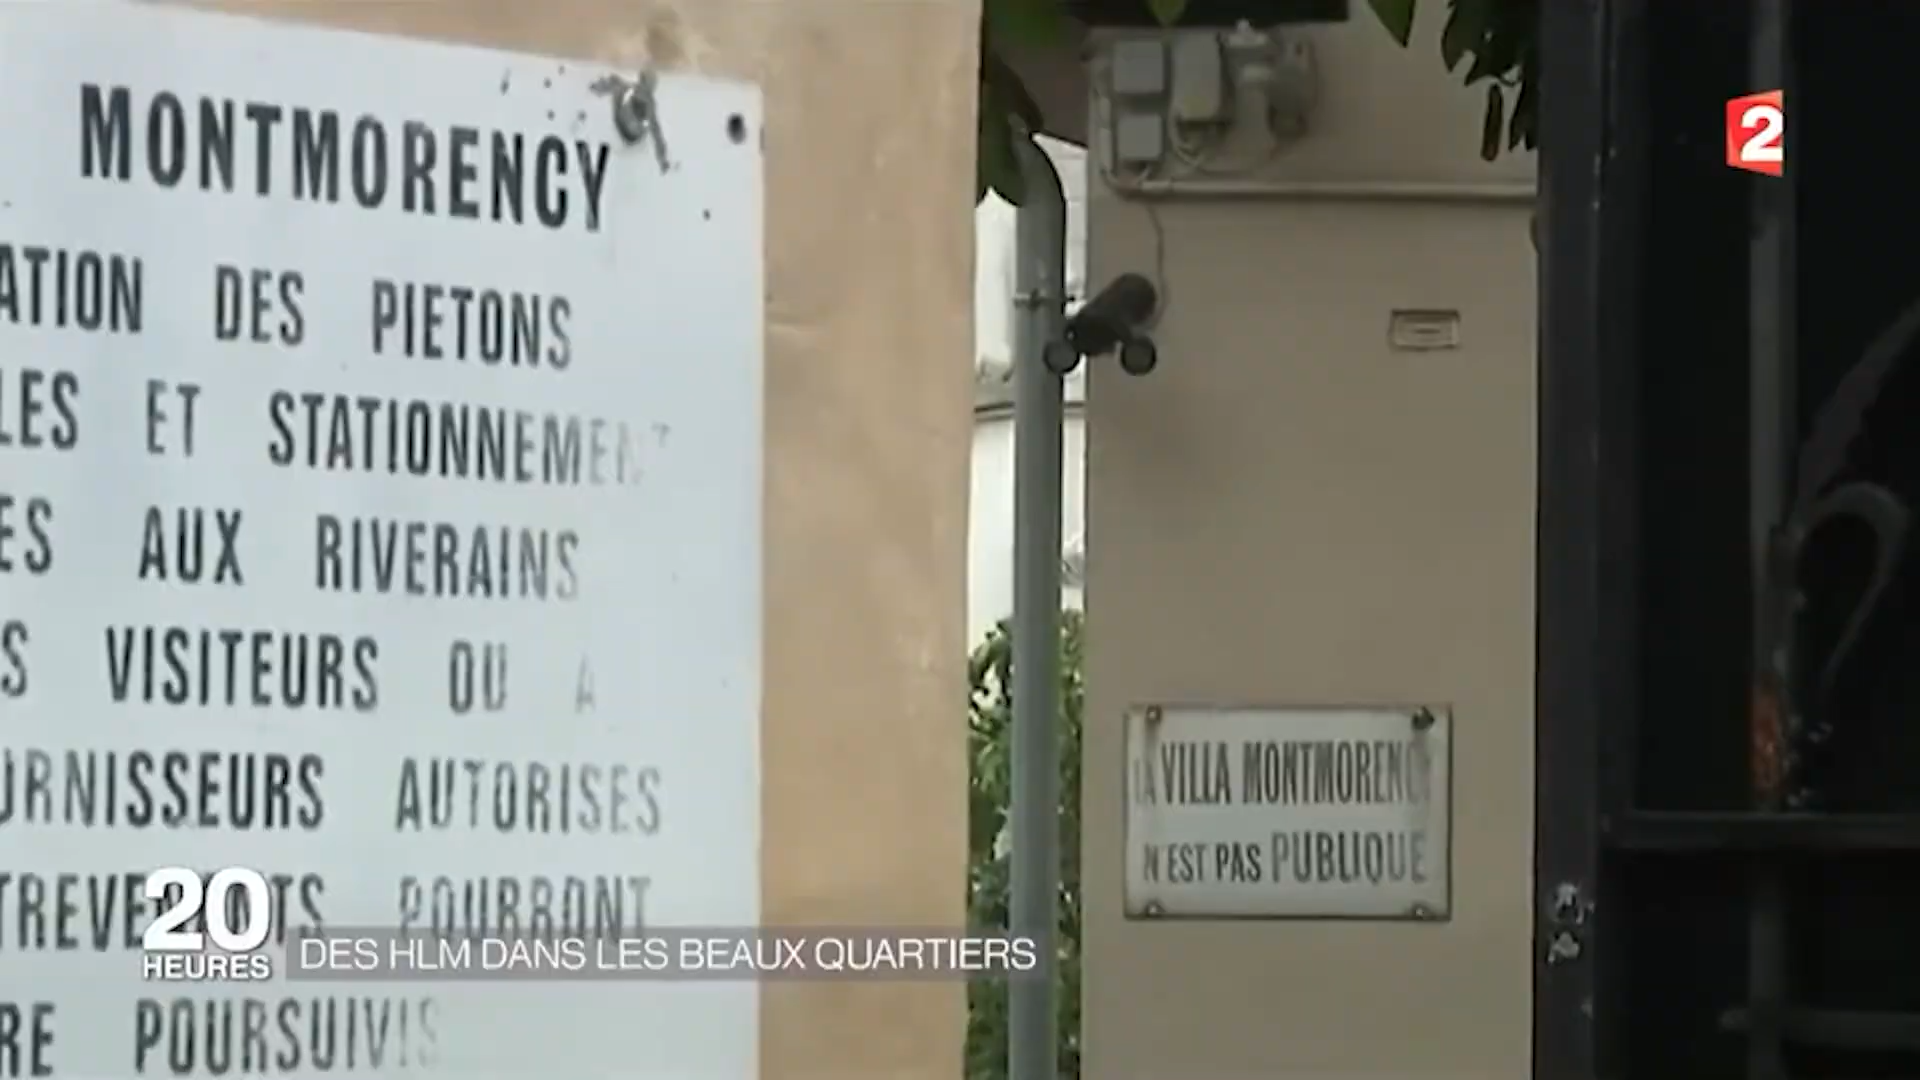 MONTMORENCY
ATION DES PIETONS
LES ET STATIONNEMENT
ES AUX RIVERAINS
S VISITEURS OU A
URNISSEURS AUTORISES
POURRONT
RE POURSUIVIS
LA VILLA MONTMORENCY
N'EST PAS PUBLIQUE
2
20
HEURES
DES HLM DANS LES BEAUX QUARTIERS